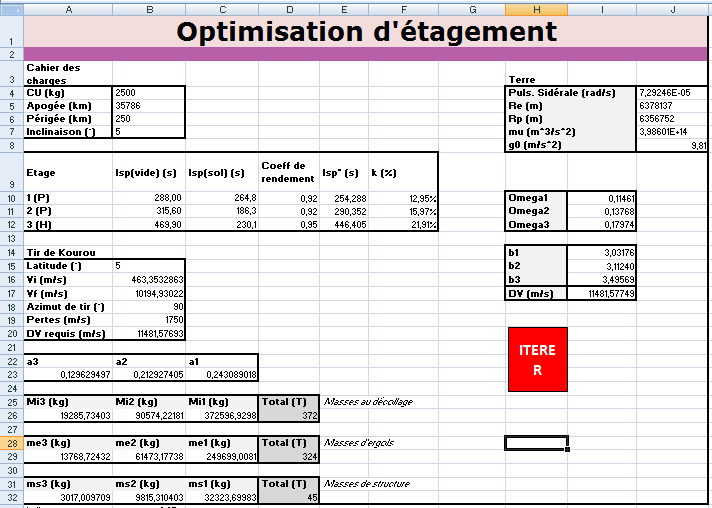 A B C D E F G H I J
1 Optimisation d'étagement
2
3 Cahier des charges Terre
4 CU (kg) 2500 Puls. Sidérale (rad/s) 7,29246E-05
5 Apogée (km) 35786 Re (m) 6378137
6 Périgée (km) 250 Rp (m) 6356752
7 Inclinaison (°) 5 mu (m^3/s^2) 3,98601E+14
8 g0 (m/s^2) 9,81
9 Etage Isp(vide) (s) Isp(sol) (s) Coeff de rendement Isp* (s) k (%)
10 1 (P) 288,00 264,8 0,92 254,288 12,95% Omega1 0,11461
11 2 (P) 315,60 186,3 0,92 290,352 15,97% Omega2 0,13768
12 3 (H) 469,90 230,1 0,95 446,405 21,91% Omega3 0,17974
13
14 Tir de Kourou b1 3,03176
15 Latitude (°) 5 b2 3,11240
16 Vi (m/s) 463,3532863 b3 3,49569
17 Vf (m/s) 10194,93022 DV (m/s) 11481,57749
18 Azimut de tir (°) 90
19 Pertes (m/s) 1750
20 DV requis (m/s) 11481,57693
21
22 a3 a2 a1
23 0,129629497 0,212927405 0,243089018
ITERE
R
24
25 Mi3 (kg) Mi2 (kg) Mi1 (kg) Total (T) Masses au décollage
26 19285,73403 90574,22181 372596,9298 372
27
28 me3 (kg) me2 (kg) me1 (kg) Total (T) Masses d'ergols
29 13768,72432 61473,17738 249699,0081 324
30
31 ms3 (kg) ms2 (kg) ms1 (kg) Total (T) Masses de structure
32 3017,009709 9815,310403 32323,69983 45